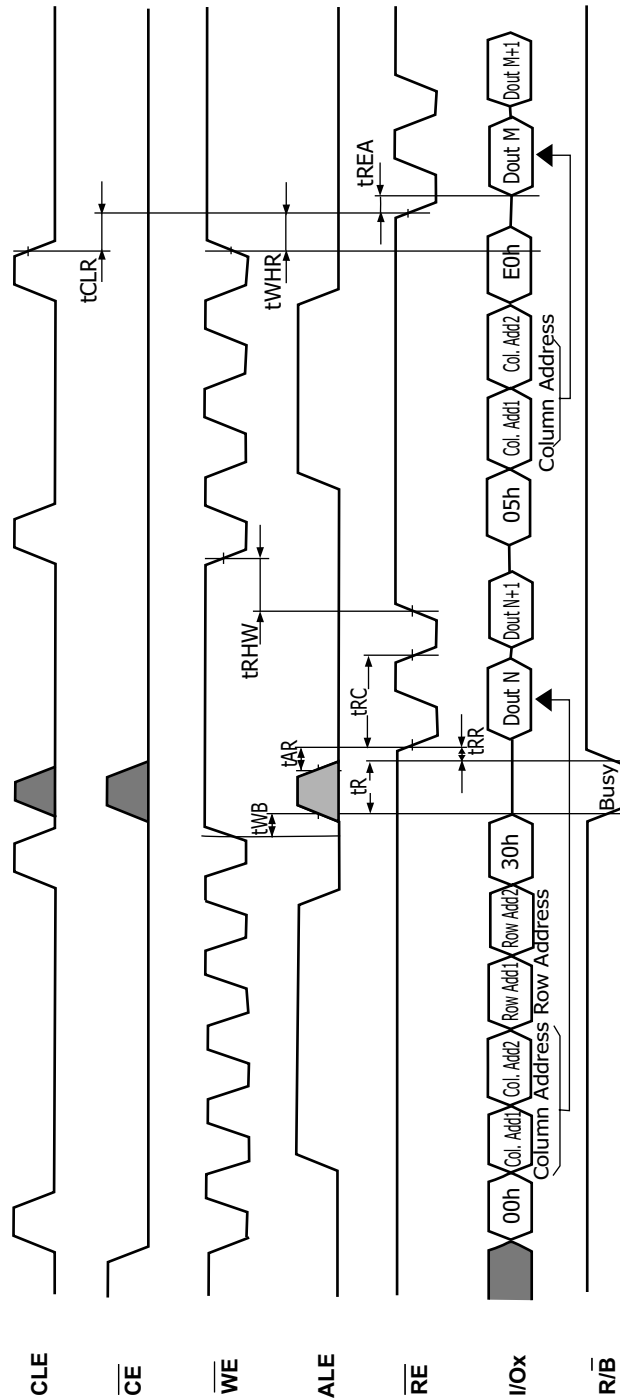 CLE
tCLR
CE
WE
tWB
tRHW
tWHR
ALE
tAR
RE
tR
tRR
tRC
tREA
I/Ox
00h
Col. Add1
Col. Add2
Row Add1
Row Add2
30h
Dout N
Dout N+1
05h
Col. Add1
Col. Add2
E0h
Dout M
Dout M+1
Column Address
Row Address
Column Address
R/B
Busy